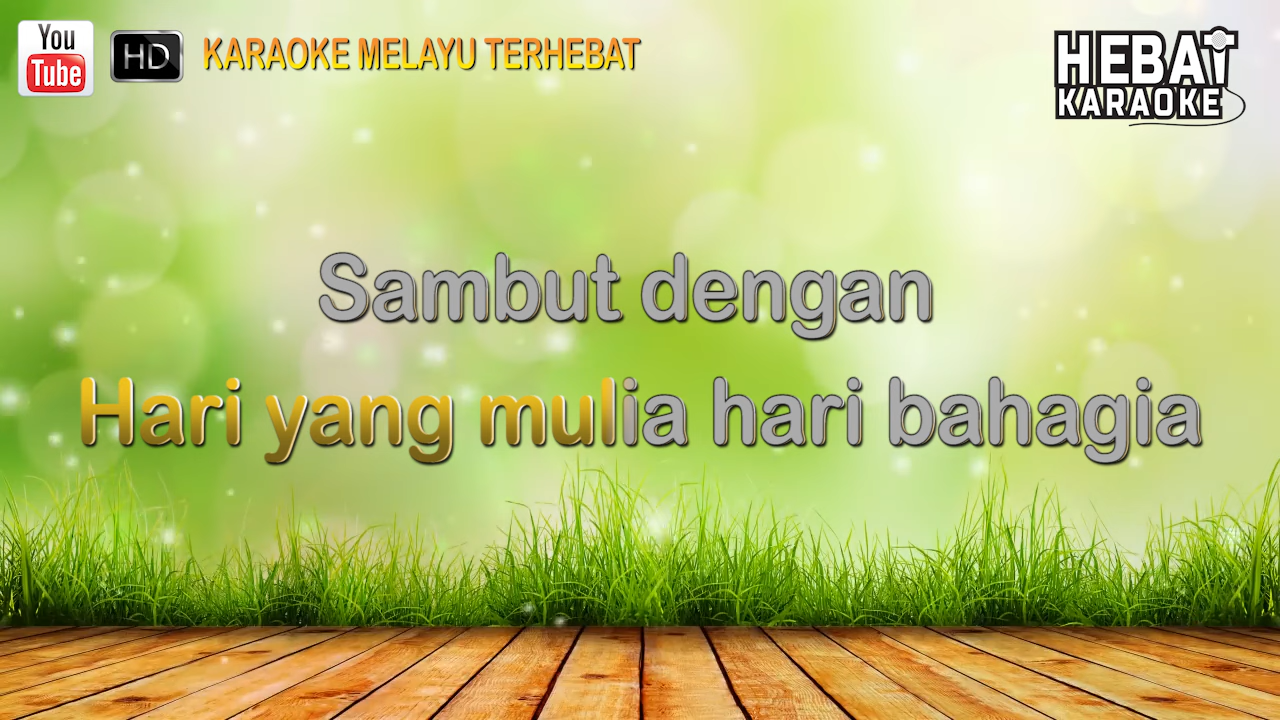 You
Tube
HD
KARAOKE MELAYU TERHEBAT
HEBAT
KARAOKE
Sambut dengan
Hari yang mulia hari bahagia